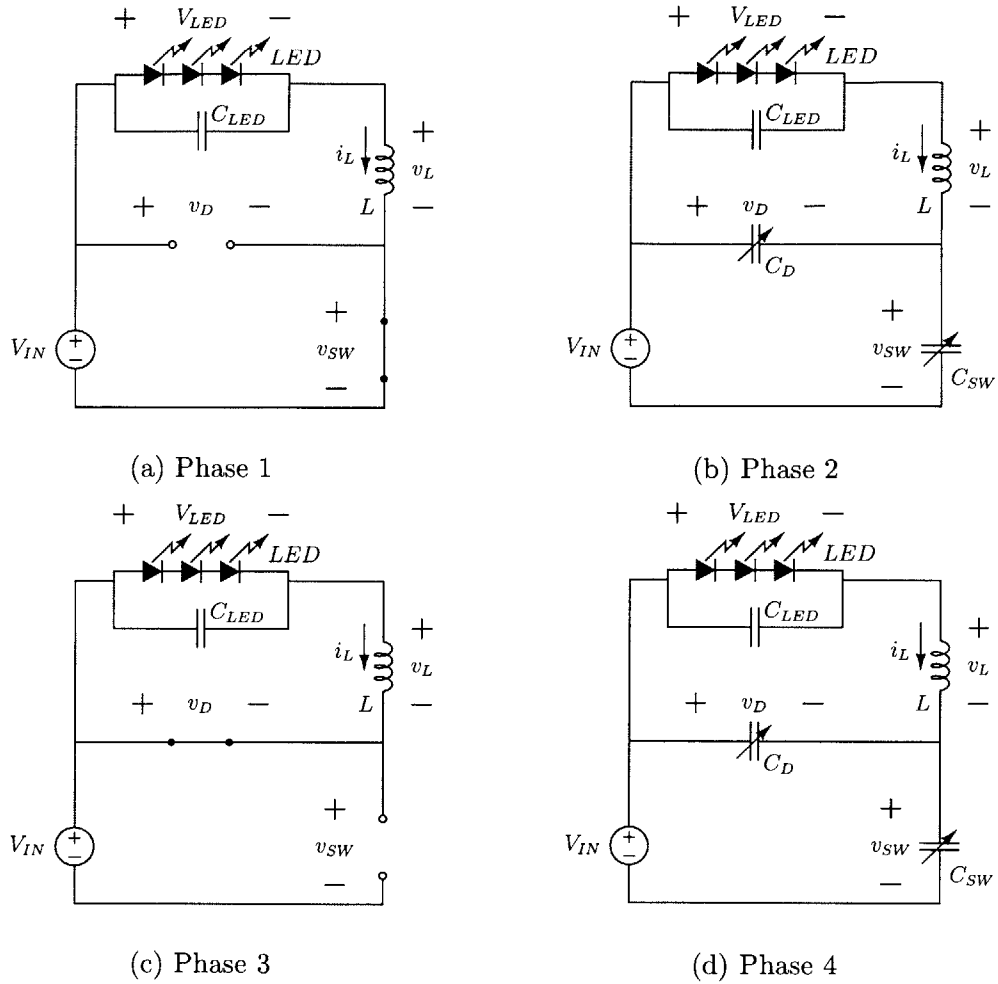 + V_LED −
LED
C_LED
+
i_L
v_L
+ v_D −
L
−
+
V_IN
+
−
v_SW
−
(a) Phase 1
+ V_LED −
LED
C_LED
+
i_L
v_L
+ v_D −
L
−
C_D
+
V_IN
+
−
v_SW
−
C_SW
(b) Phase 2
+ V_LED −
LED
C_LED
+
i_L
v_L
+ v_D −
L
−
+
V_IN
+
−
v_SW
−
(c) Phase 3
+ V_LED −
LED
C_LED
+
i_L
v_L
+ v_D −
L
−
C_D
+
V_IN
+
−
v_SW
−
C_SW
(d) Phase 4